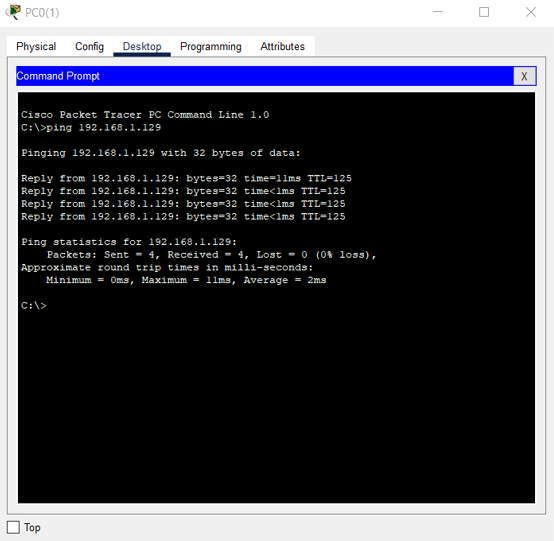 PC0(1)
Physical Config Desktop Programming Attributes
Command Prompt X
Cisco Packet Tracer PC Command Line 1.0
C:\>ping 192.168.1.129
Pinging 192.168.1.129 with 32 bytes of data:
Reply from 192.168.1.129: bytes=32 time=11ms TTL=125
Reply from 192.168.1.129: bytes=32 time<1ms TTL=125
Reply from 192.168.1.129: bytes=32 time<1ms TTL=125
Reply from 192.168.1.129: bytes=32 time<1ms TTL=125
Ping statistics for 192.168.1.129:
Packets: Sent = 4, Received = 4, Lost = 0 (0% loss),
Approximate round trip times in milli-seconds:
Minimum = 0ms, Maximum = 11ms, Average = 2ms
C:\>
Top